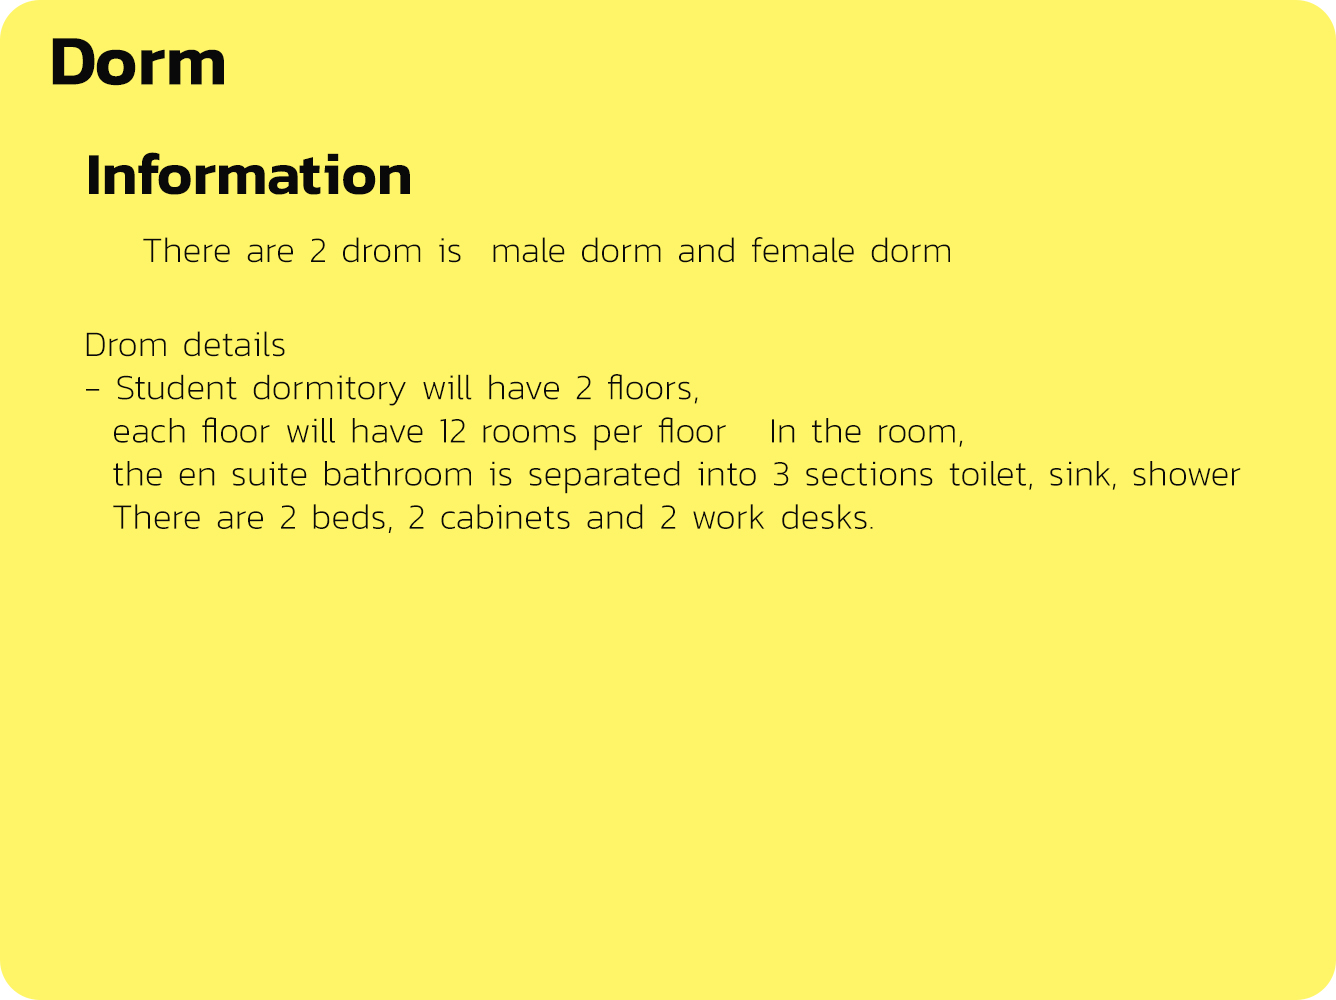 Dorm
Information
There are 2 drom is  male dorm and female dorm
Drom details
- Student dormitory will have 2 floors,
each floor will have 12 rooms per floor   In the room,
the en suite bathroom is separated into 3 sections toilet, sink, shower
There are 2 beds, 2 cabinets and 2 work desks.